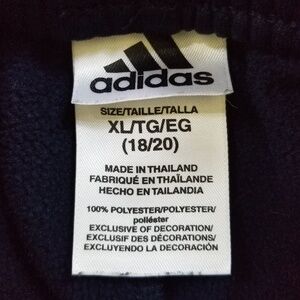 adidas
SIZE/TAILLE/TALLA
XL/TG/EG
(18/20)
MADE IN THAILAND
FABRIQUÉ EN THAÏLANDE
HECHO EN TAILANDIA
100% POLYESTER/POLYESTER/
poliéster
EXCLUSIVE OF DECORATION/
EXCLUSIF DES DÉCORATIONS/
EXCLUYENDO LA DECORACIÓN